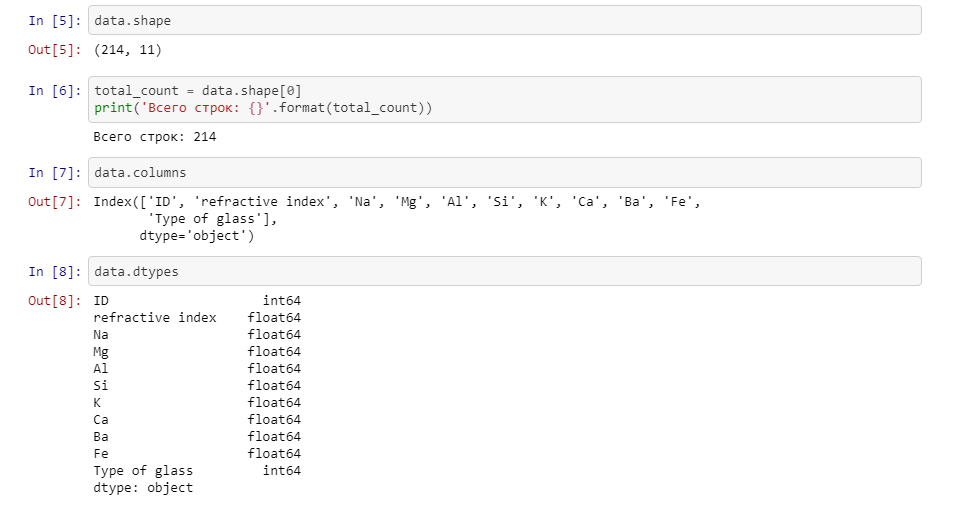 In [5]: data.shape
Out[5]: (214, 11)
In [6]: total_count = data.shape[0]
print('Всего строк: {}'.format(total_count))
Всего строк: 214
In [7]: data.columns
Out[7]: Index(['ID', 'refractive index', 'Na', 'Mg', 'Al', 'Si', 'K', 'Ca', 'Ba', 'Fe',
'Type of glass'],
dtype='object')
In [8]: data.dtypes
Out[8]: ID int64
refractive index float64
Na float64
Mg float64
Al float64
Si float64
K float64
Ca float64
Ba float64
Fe float64
Type of glass int64
dtype: object